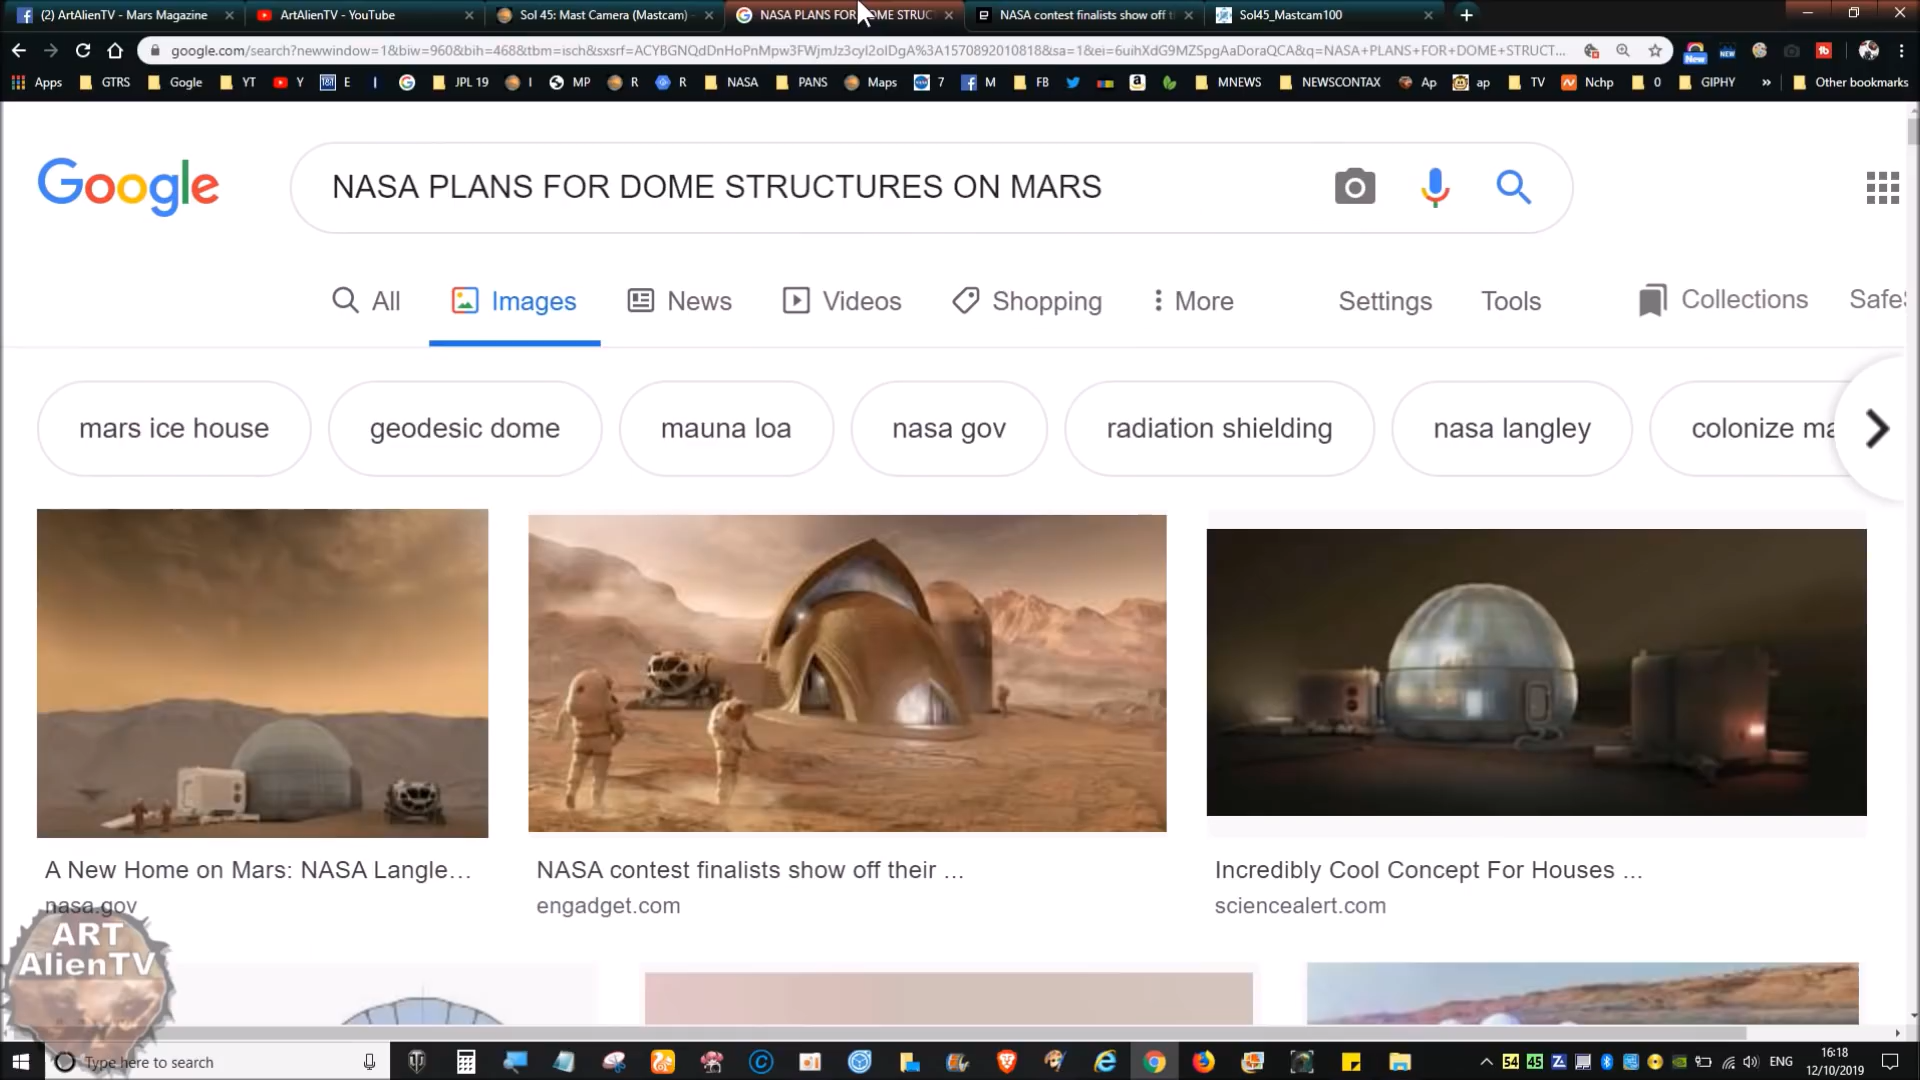 (2) ArtAlienTV - Mars Magazine
ArtAlienTV - YouTube
Sol 45: Mast Camera (Mastcam)
NASA PLANS FOR DOME STRUC
NASA contest finalists show off t
Sol45_Mastcam100
Apps
GTRS
Gogle
YT
Y
E
I
JPL 19
I
MP
R
R
NASA
PANS
Maps
7
M
FB
MNEWS
NEWSCONTAX
Ap
ap
TV
Nchp
0
GIPHY
Other bookmarks
Google
NASA PLANS FOR DOME STRUCTURES ON MARS
All
Images
News
Videos
Shopping
More
Settings
Tools
Collections
Safe
mars ice house
geodesic dome
mauna loa
nasa gov
radiation shielding
nasa langley
colonize ma
A New Home on Mars: NASA Langle...
nasa.gov
NASA contest finalists show off their ...
engadget.com
Incredibly Cool Concept For Houses ...
sciencealert.com
ART
AlienTV
Type here to search
54
45
ENG
16:18
12/10/2019